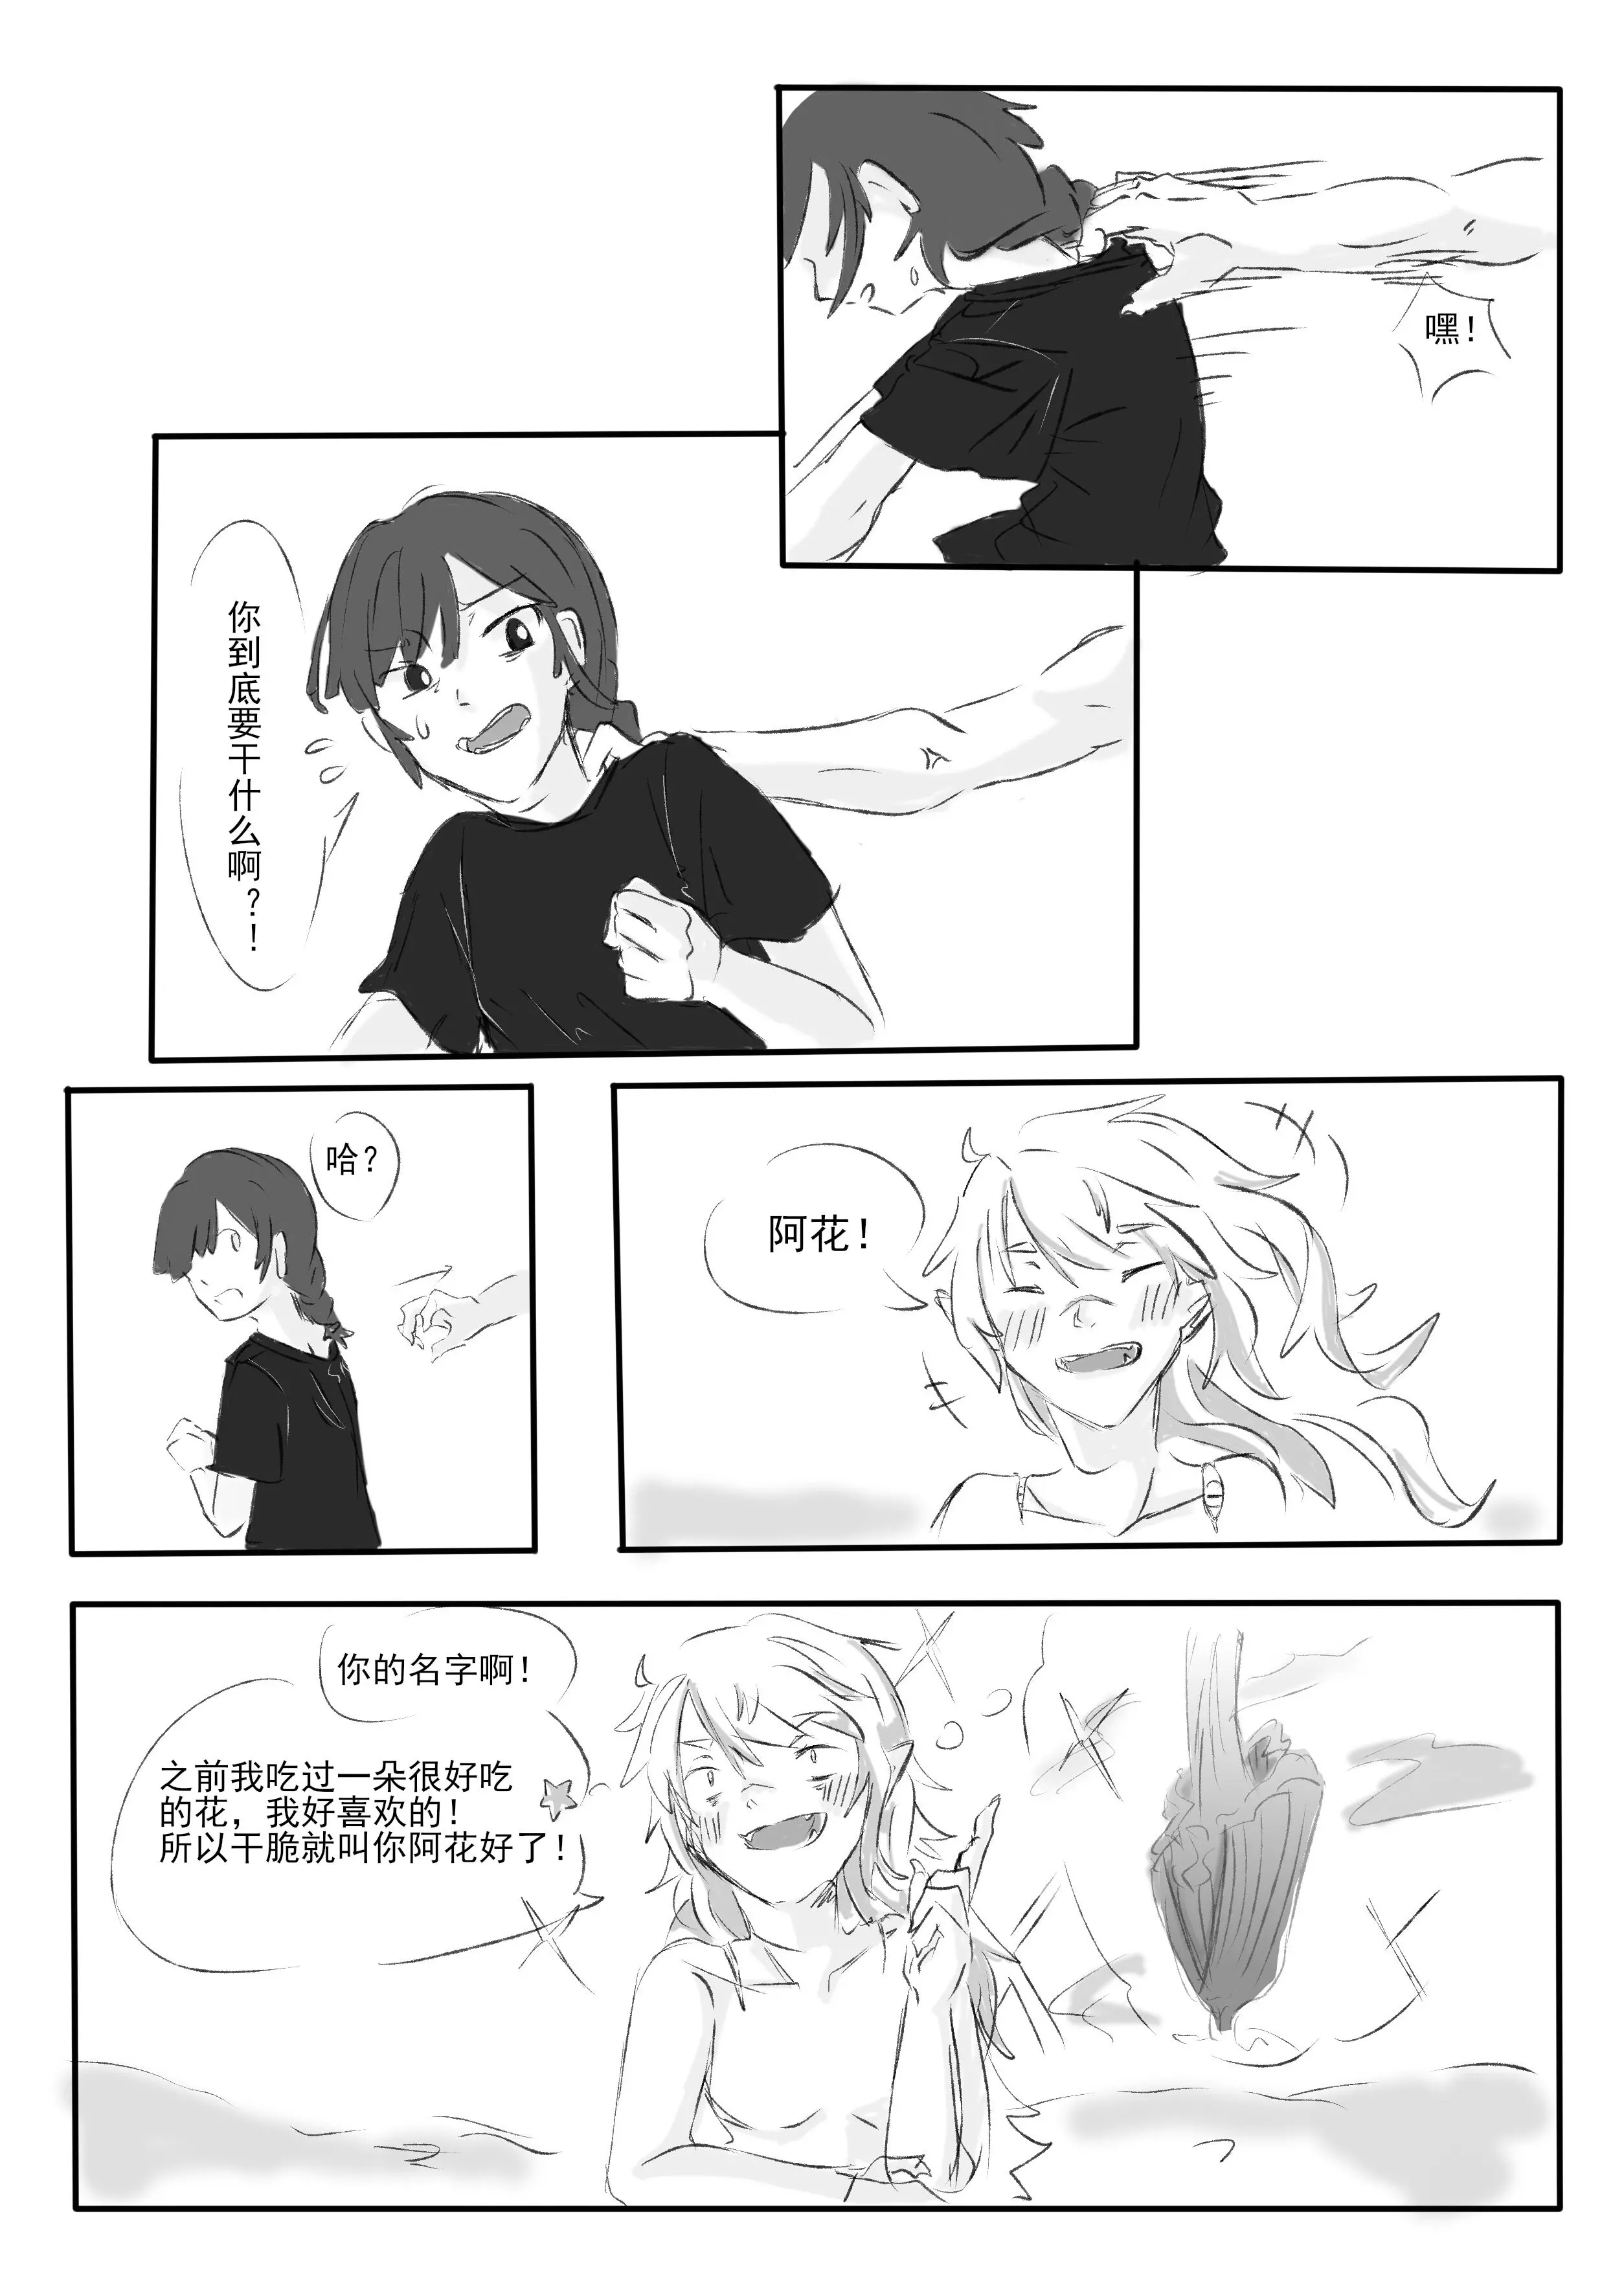 嘿！
你到底要干什么啊？！
阿花！
哈？
你的名字啊！
之前我吃过一朵很好吃
的花，我好喜欢的！
所以干脆就叫你阿花好了！